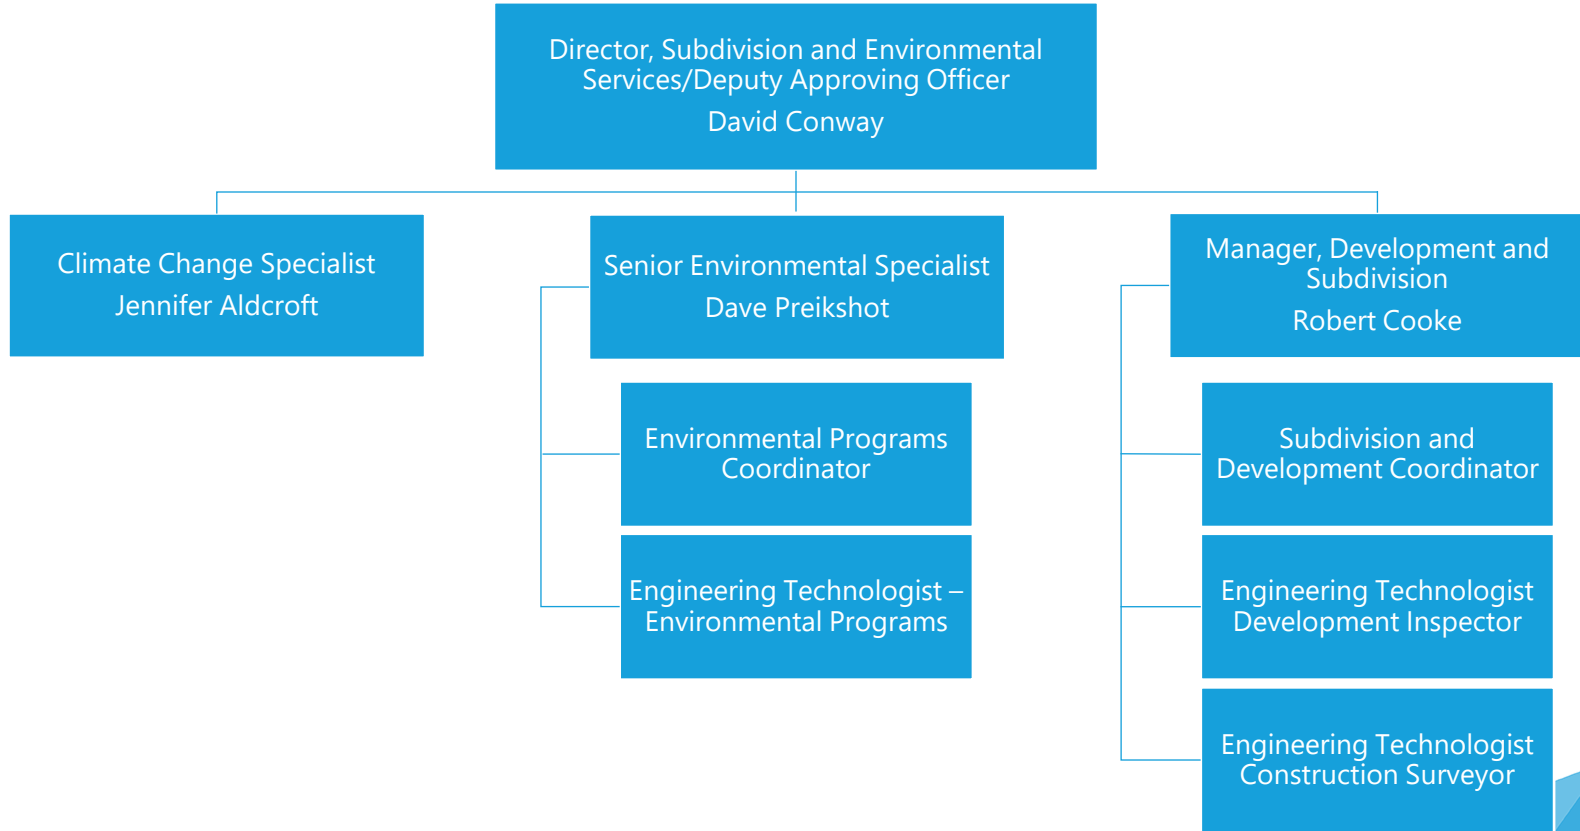 Director, Subdivision and Environmental
Services/Deputy Approving Officer
David Conway
Climate Change Specialist
Jennifer Aldcroft
Senior Environmental Specialist
Dave Preikshot
Environmental Programs
Coordinator
Engineering Technologist –
Environmental Programs
Manager, Development and
Subdivision
Robert Cooke
Subdivision and
Development Coordinator
Engineering Technologist
Development Inspector
Engineering Technologist
Construction Surveyor